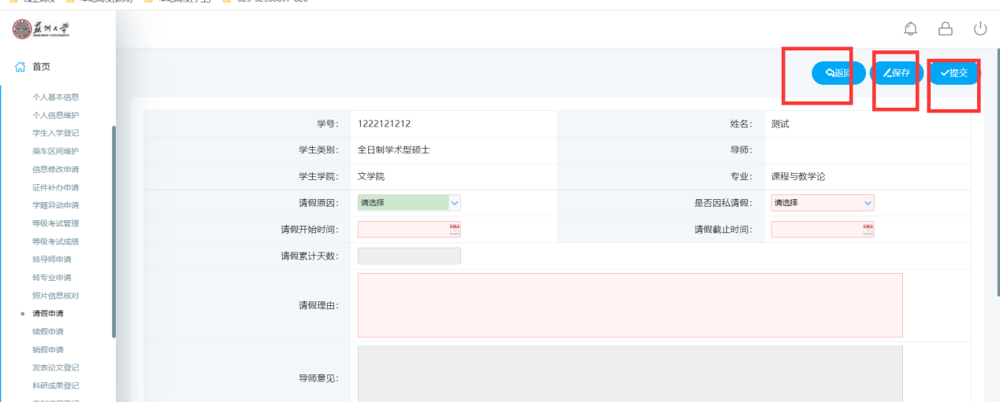 蘇州大學
SOOCHOW UNIVERSITY
首页
个人基本信息
个人信息维护
学生入学登记
乘车区间维护
信息修改申请
证件补办申请
学籍异动申请
等级考试管理
等级考试成绩
转导师申请
转专业申请
照片信息核对
请假申请
续假申请
销假申请
发表论文登记
科研成果登记
返回 保存 提交
学号: 1222121212 姓名: 测试
学生类别: 全日制学术型硕士 导师:
学生学院: 文学院 专业: 课程与教学论
请假原因: 请选择 是否因私请假: 请选择
请假开始时间: 请假截止时间:
请假累计天数:
请假理由:
导师意见: